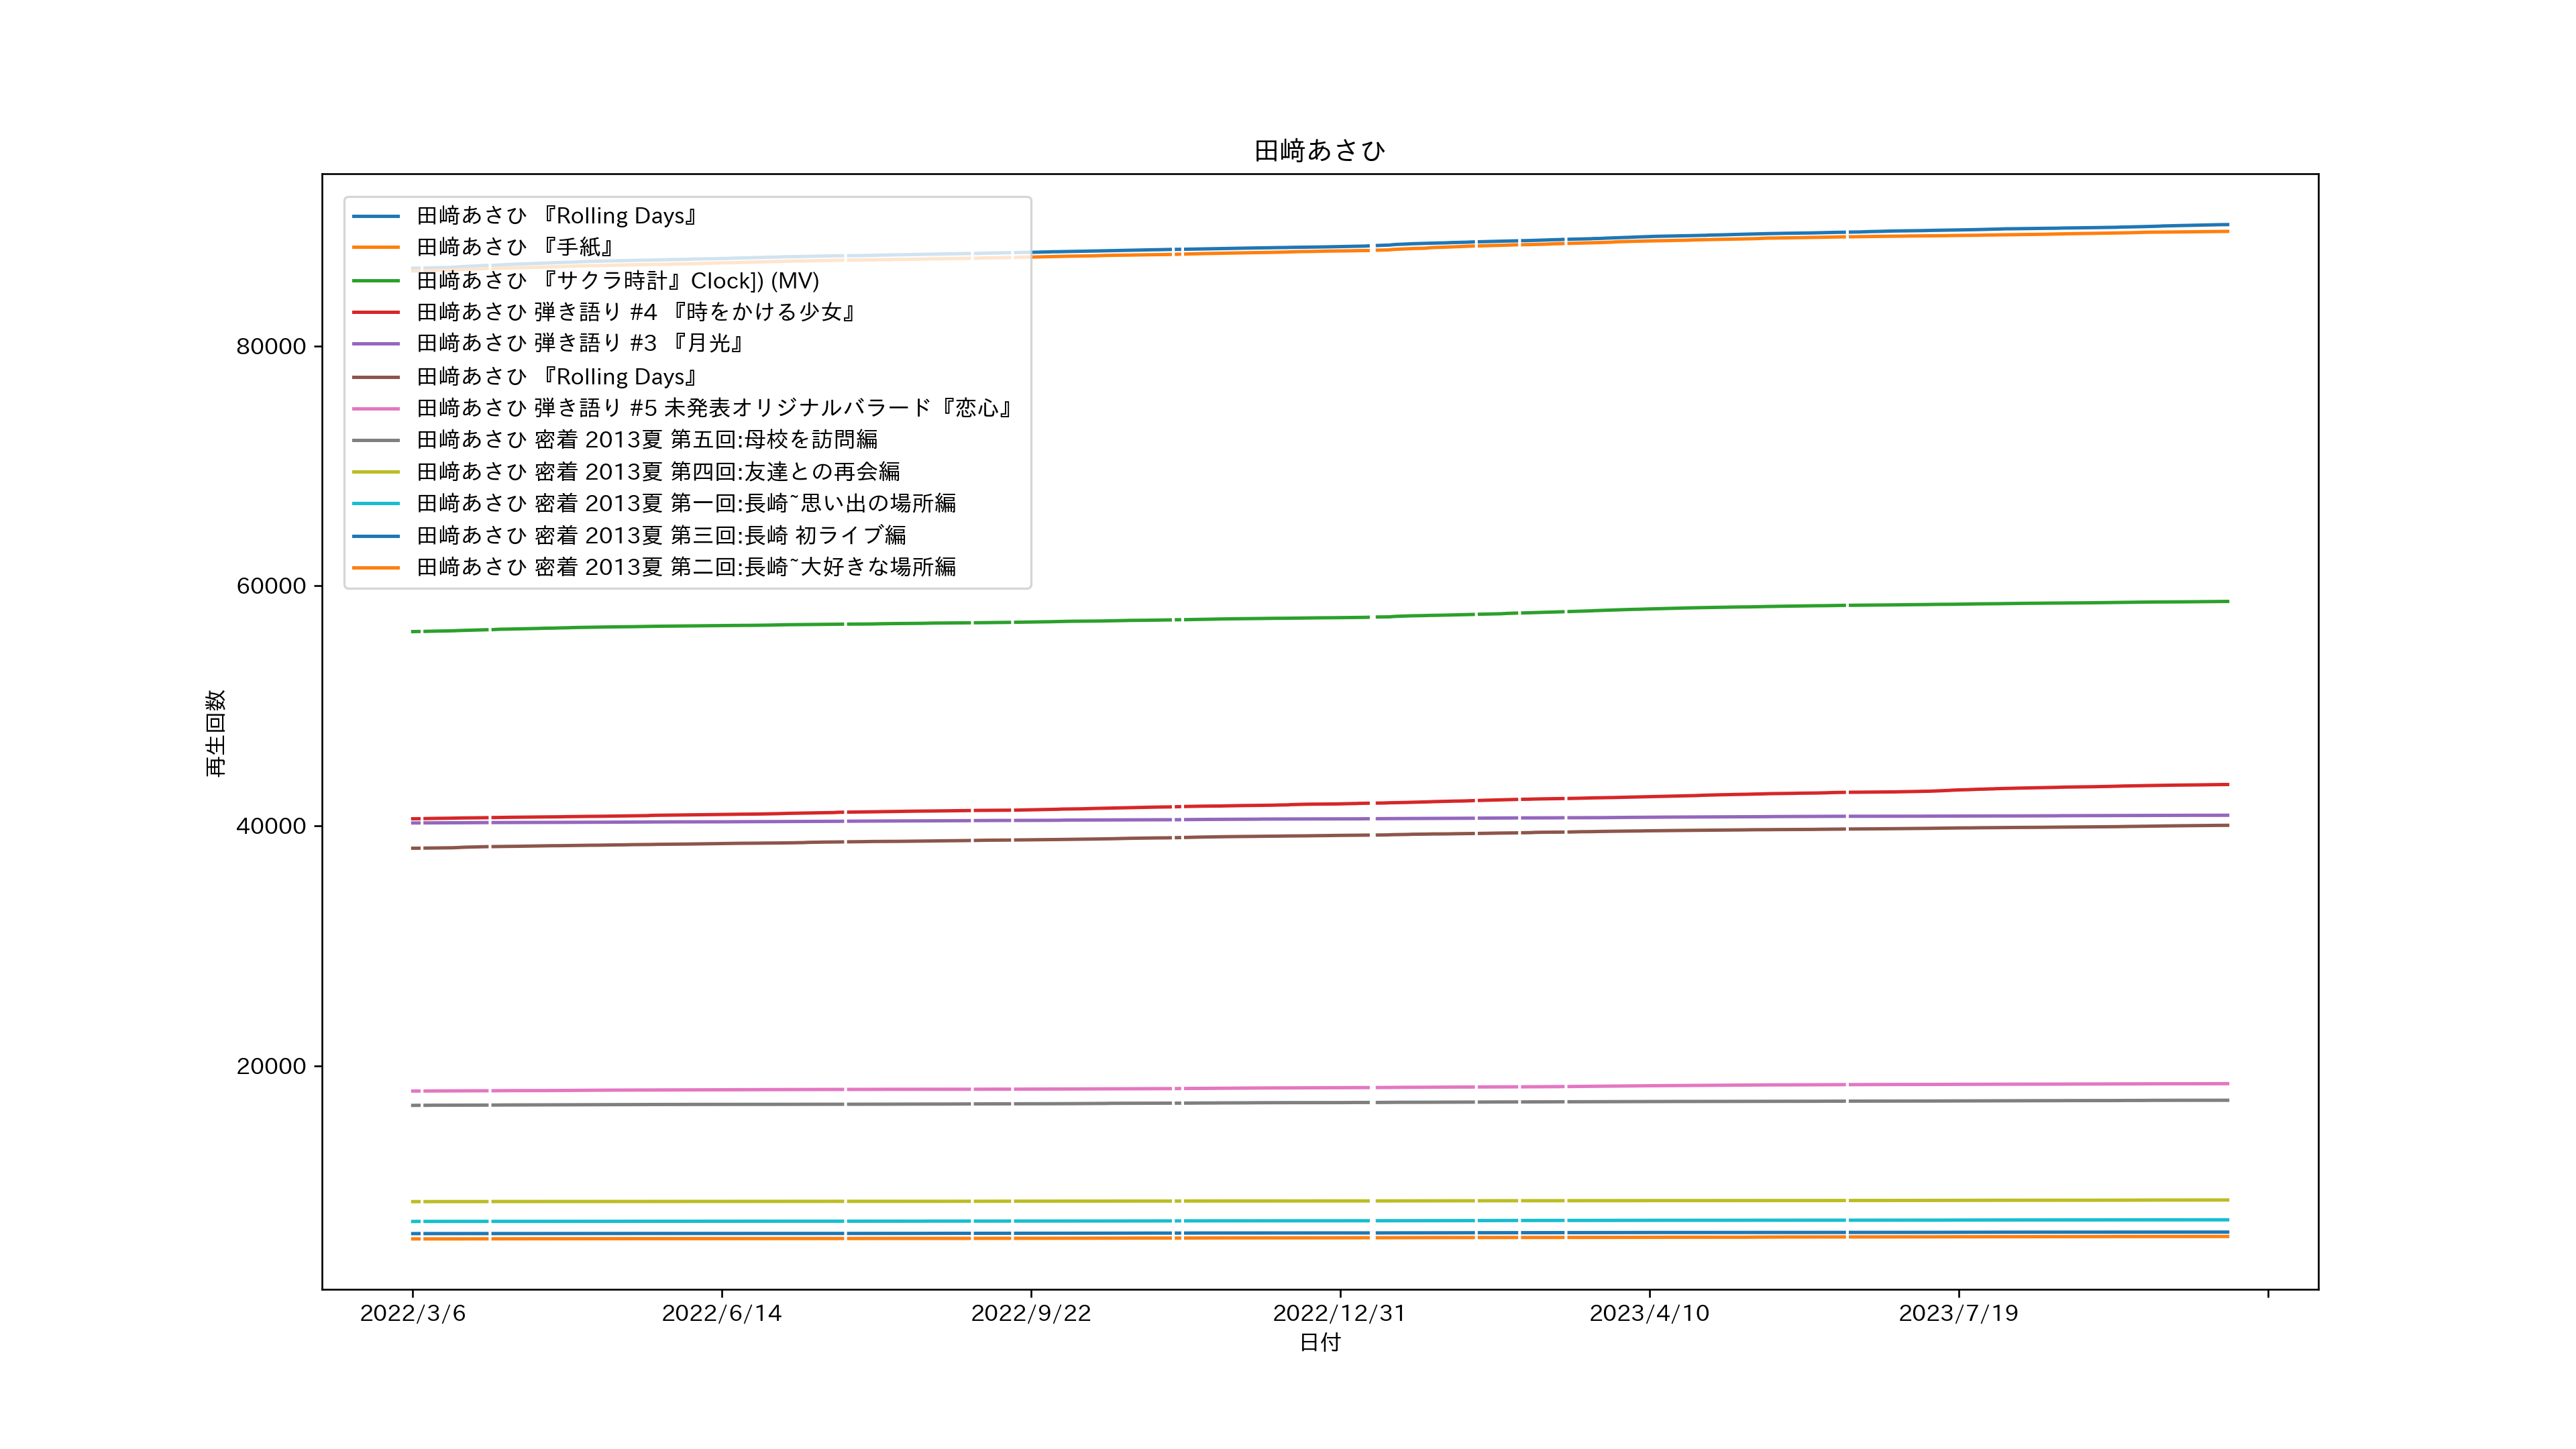 田﨑あさひ
田﨑あさひ 『Rolling Days』
田﨑あさひ 『手紙』
田﨑あさひ 『サクラ時計』Clock]) (MV)
田﨑あさひ 弾き語り #4 『時をかける少女』
田﨑あさひ 弾き語り #3 『月光』
田﨑あさひ 『Rolling Days』
田﨑あさひ 弾き語り #5 未発表オリジナルバラード『恋心』
田﨑あさひ 密着 2013夏 第五回:母校を訪問編
田﨑あさひ 密着 2013夏 第四回:友達との再会編
田﨑あさひ 密着 2013夏 第一回:長崎~思い出の場所編
田﨑あさひ 密着 2013夏 第三回:長崎 初ライブ編
田﨑あさひ 密着 2013夏 第二回:長崎~大好きな場所編
80000
60000
40000
20000
再生回数
2022/3/6 2022/6/14 2022/9/22 2022/12/31 2023/4/10 2023/7/19
日付